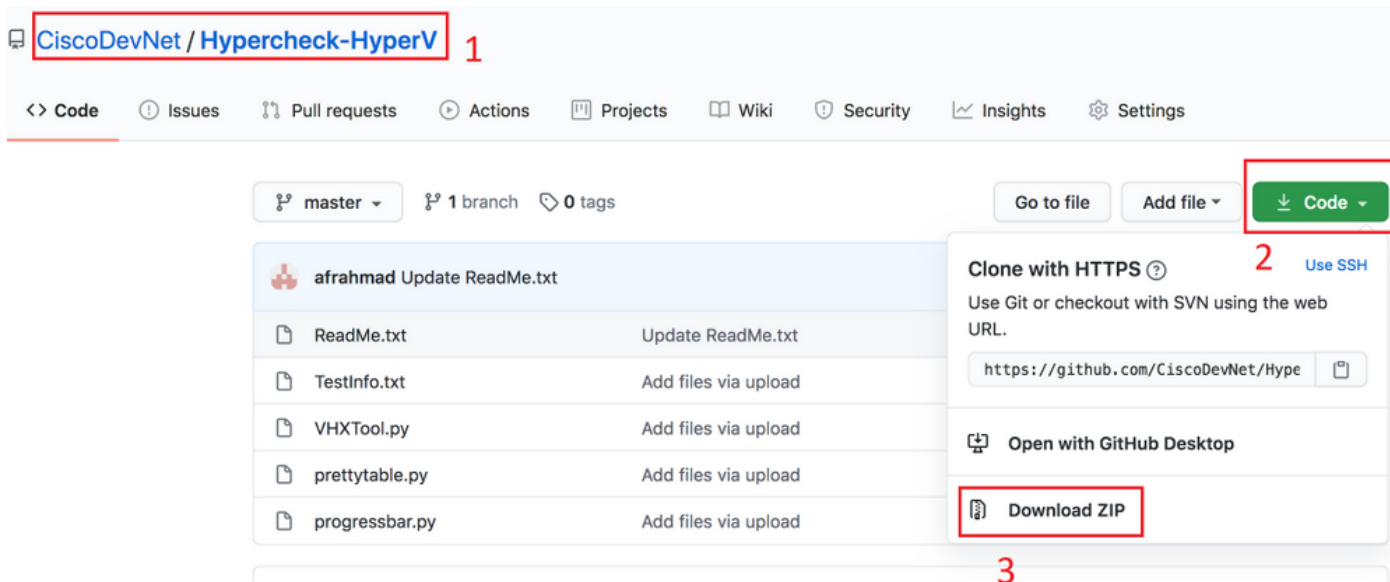 CiscoDevNet / Hypercheck-HyperV 1
<> Code Issues Pull requests Actions Projects Wiki Security Insights Settings
master 1 branch 0 tags Go to file Add file Code
2
afrahmad Update ReadMe.txt
ReadMe.txt Update ReadMe.txt
TestInfo.txt Add files via upload
VHXTool.py Add files via upload
prettytable.py Add files via upload
progressbar.py Add files via upload
Clone with HTTPS ? Use SSH
Use Git or checkout with SVN using the web
URL.
https://github.com/CiscoDevNet/Hype
Open with GitHub Desktop
Download ZIP
3